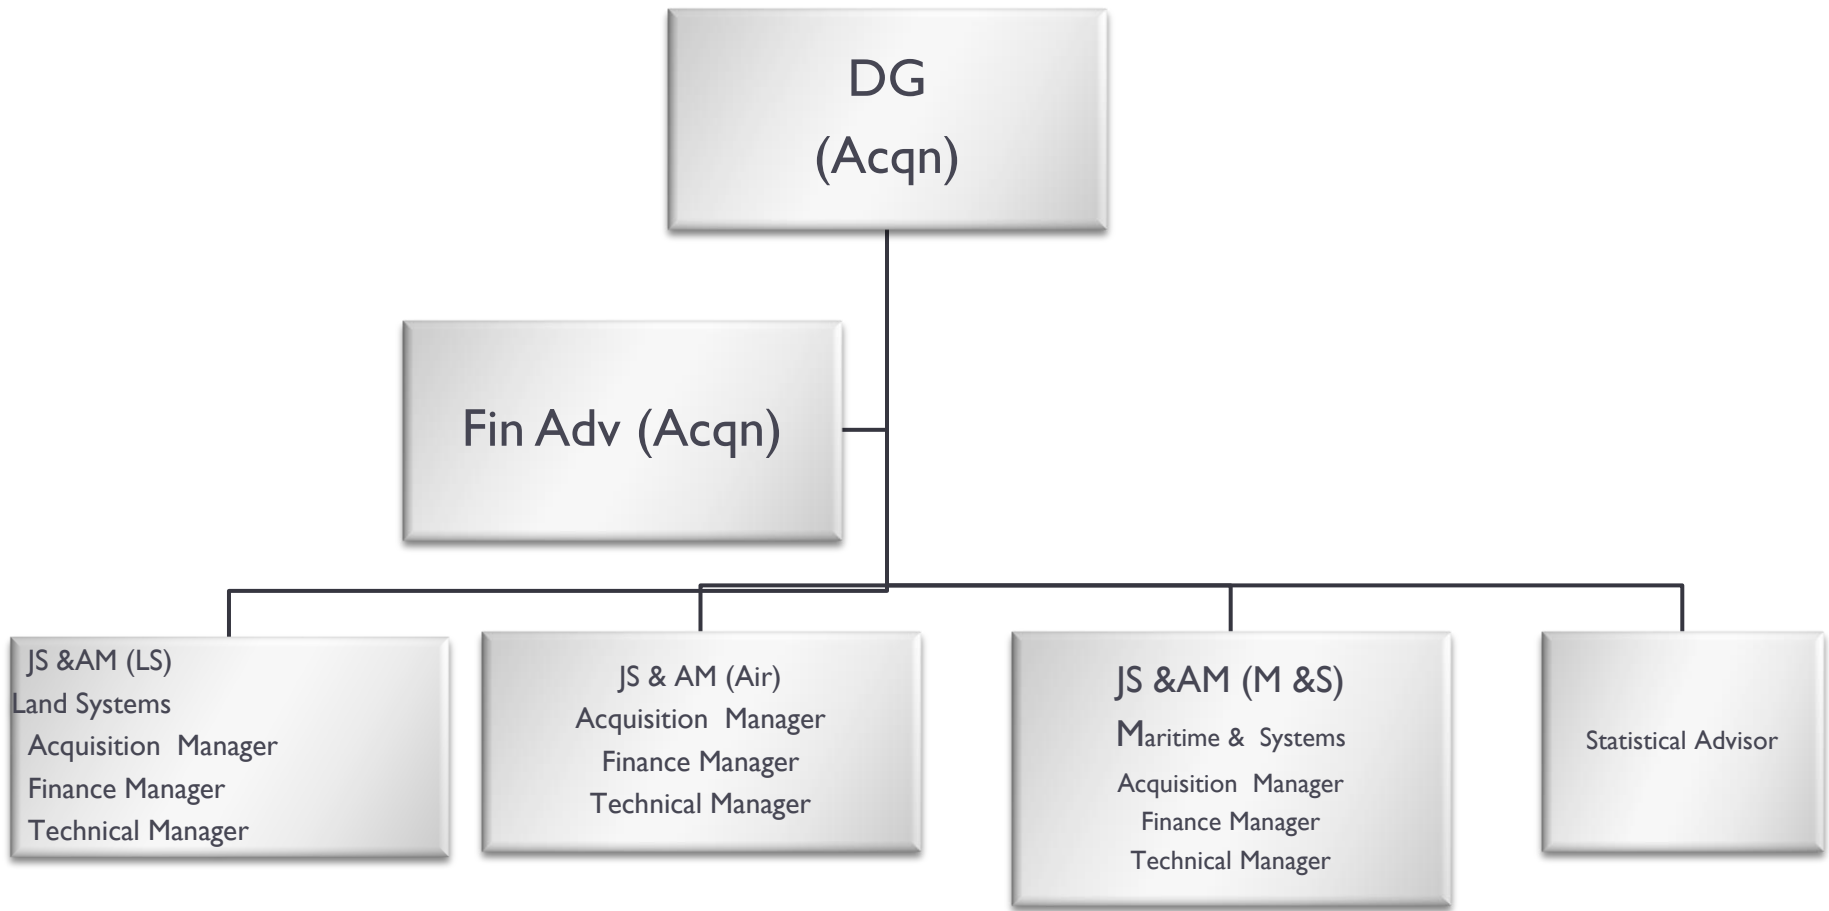 DG
(Acqn)
Fin Adv (Acqn)
JS &AM (LS)
Land Systems
Acquisition Manager
Finance Manager
Technical Manager
JS & AM (Air)
Acquisition Manager
Finance Manager
Technical Manager
JS &AM (M &S)
Maritime & Systems
Acquisition Manager
Finance Manager
Technical Manager
Statistical Advisor